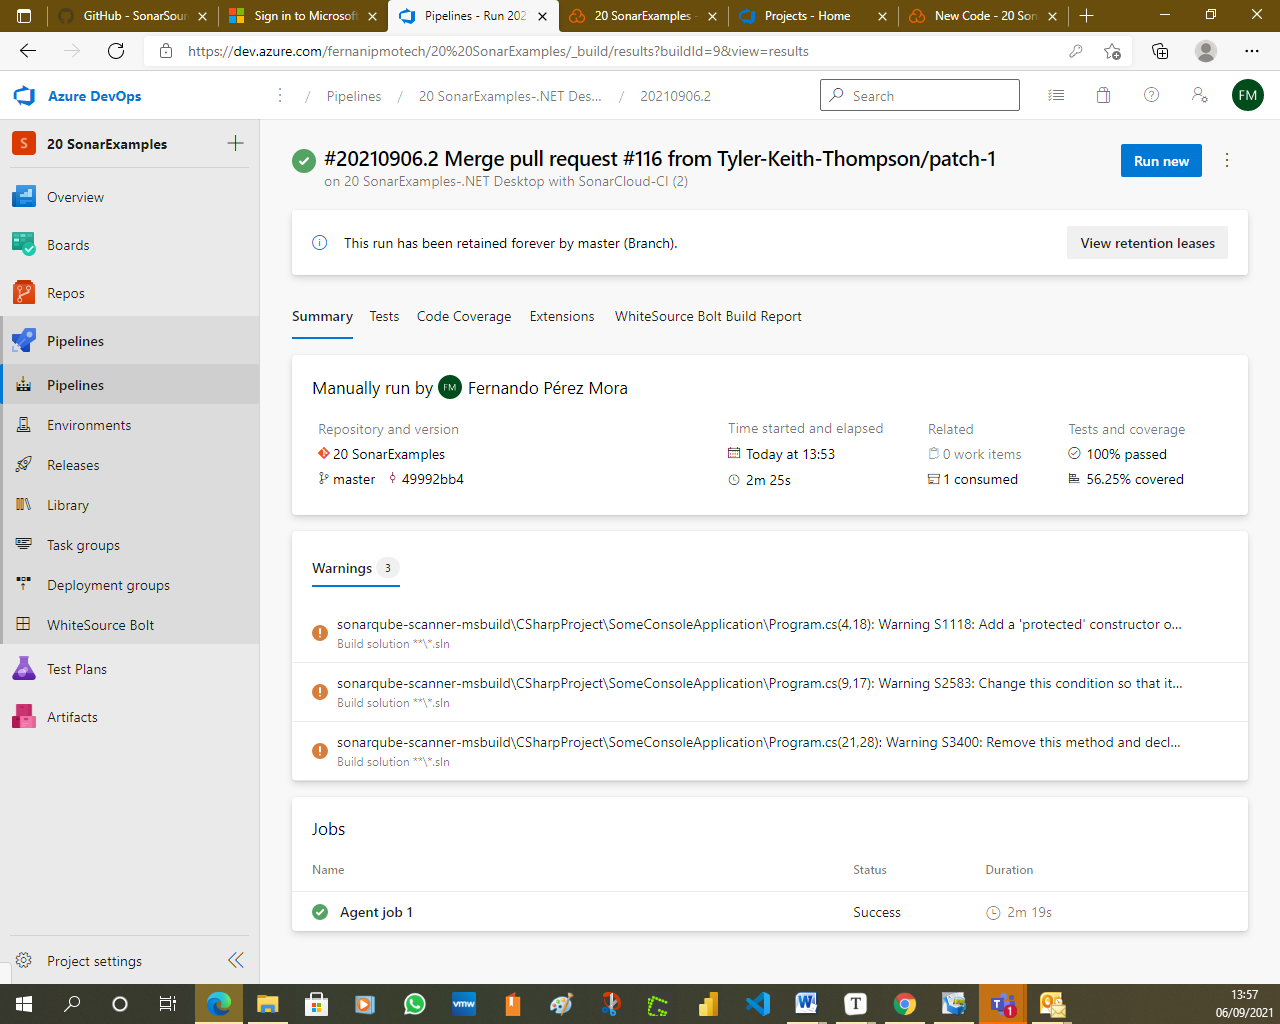 GitHub - SonarSour
Sign in to Microsoft
Pipelines - Run 202
20 SonarExamples -
Projects - Home
New Code - 20 Son
https://dev.azure.com/fernanipmotech/20%20SonarExamples/_build/results?buildId=9&view=results
Azure DevOps
/ Pipelines / 20 SonarExamples-.NET Des... / 20210906.2
Search
FM
S 20 SonarExamples
#20210906.2 Merge pull request #116 from Tyler-Keith-Thompson/patch-1
on 20 SonarExamples-.NET Desktop with SonarCloud-CI (2)
Run new
Overview
Boards
Repos
Pipelines
Pipelines
Environments
Releases
Library
Task groups
Deployment groups
WhiteSource Bolt
Test Plans
Artifacts
Project settings
This run has been retained forever by master (Branch).
View retention leases
Summary Tests Code Coverage Extensions WhiteSource Bolt Build Report
Manually run by FM Fernando Pérez Mora
Repository and version
20 SonarExamples
master 49992bb4
Time started and elapsed
Today at 13:53
2m 25s
Related
0 work items
1 consumed
Tests and coverage
100% passed
56.25% covered
Warnings 3
sonarqube-scanner-msbuild\CSharpProject\SomeConsoleApplication\Program.cs(4,18): Warning S1118: Add a 'protected' constructor o...
Build solution **\*.sln
sonarqube-scanner-msbuild\CSharpProject\SomeConsoleApplication\Program.cs(9,17): Warning S2583: Change this condition so that it...
Build solution **\*.sln
sonarqube-scanner-msbuild\CSharpProject\SomeConsoleApplication\Program.cs(21,28): Warning S3400: Remove this method and decl...
Build solution **\*.sln
Jobs
Name Status Duration
Agent job 1 Success 2m 19s
vmw
W
T
1
13:57
06/09/2021